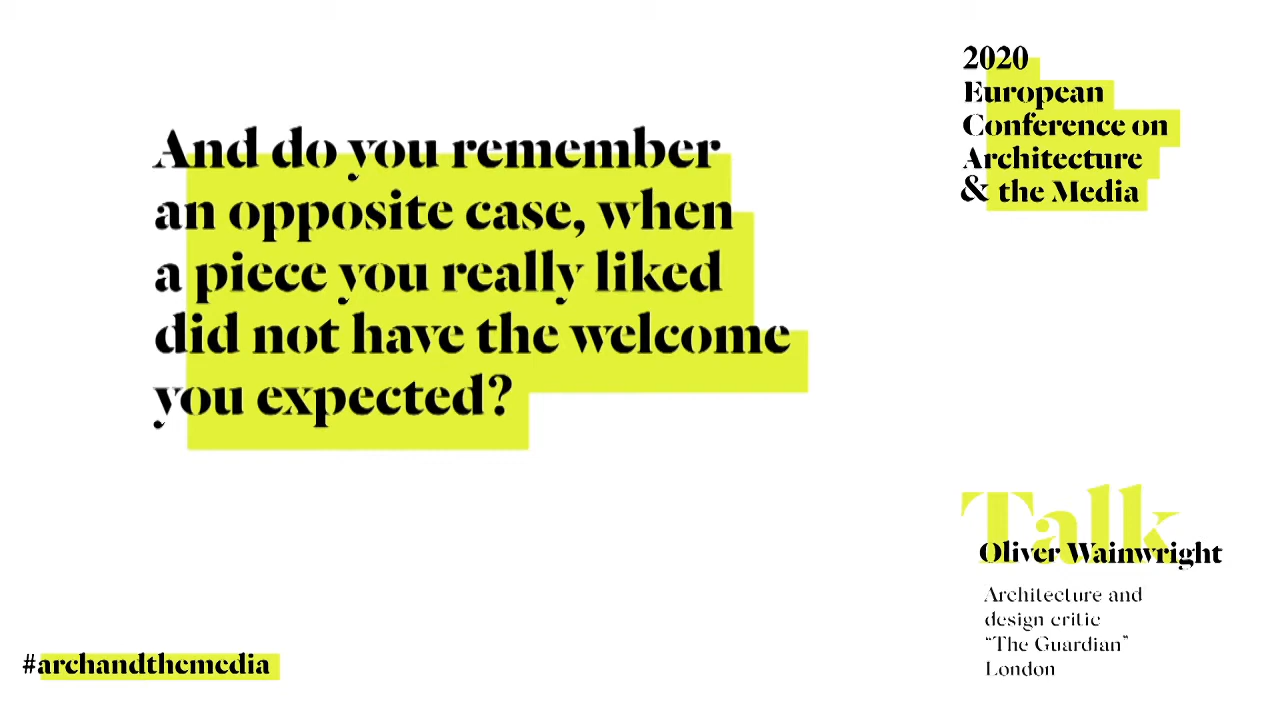 And do you remember
an opposite case, when
a piece you really liked
did not have the welcome
you expected?
2020
European
Conference on
Architecture
& the Media
Talk
Oliver Wainwright
Architecture and
design critic
“The Guardian”
London
#archandthemedia